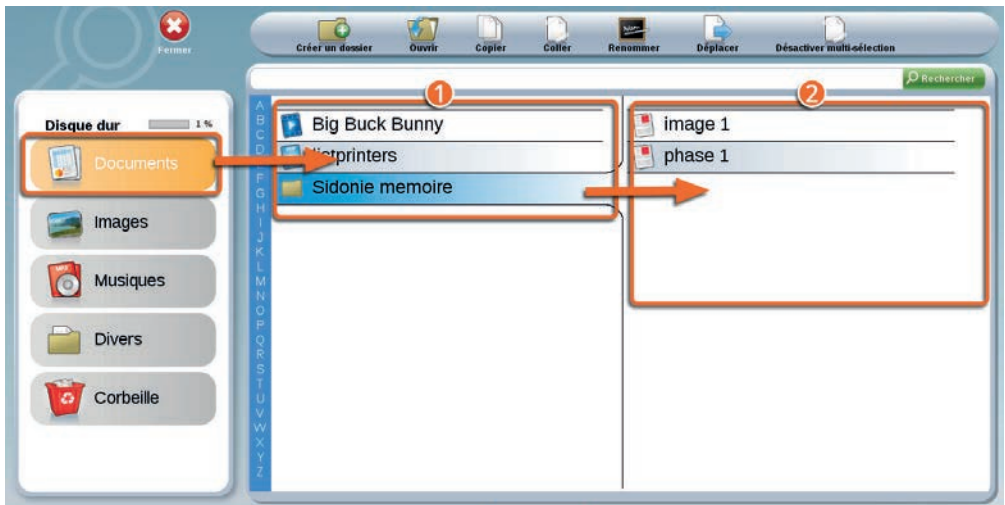 Fermer
Créer un dossier Ouvrir Copier Coller Renommer Déplacer Désactiver multi-sélection
Rechercher
Disque dur 1 %
Documents
Images
Musiques
Divers
Corbeille
A
B
C
D
F
G
H
I
J
K
L
M
N
O
P
Q
R
S
T
U
V
W
X
Y
Z
1
Big Buck Bunny
Sidonie memoire
2
image 1
phase 1